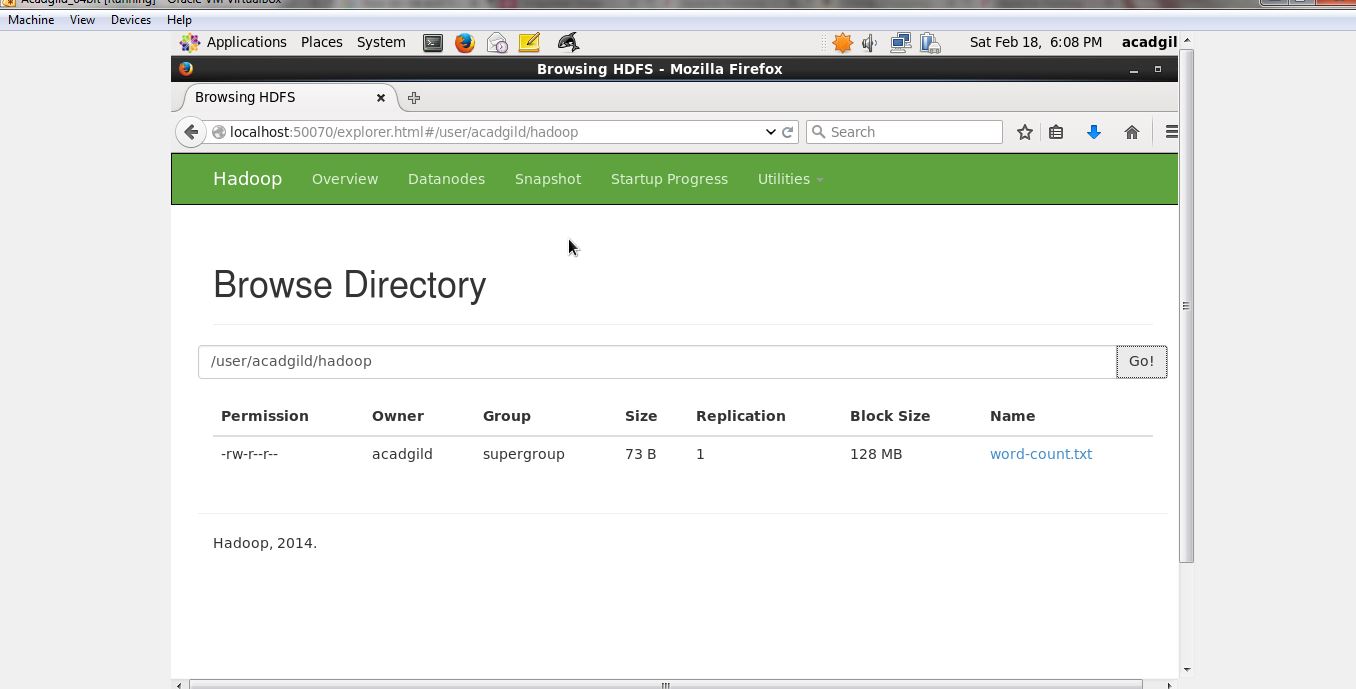 Acadgild_64bit [Running] - Oracle VM VirtualBox
Machine View Devices Help
Applications Places System Sat Feb 18, 6:08 PM acadgil
Browsing HDFS - Mozilla Firefox
Browsing HDFS
localhost:50070/explorer.html#/user/acadgild/hadoop Search
Hadoop Overview Datanodes Snapshot Startup Progress Utilities
Browse Directory
/user/acadgild/hadoop Go!
Permission Owner Group Size Replication Block Size Name
-rw-r--r-- acadgild supergroup 73 B 1 128 MB word-count.txt
Hadoop, 2014.